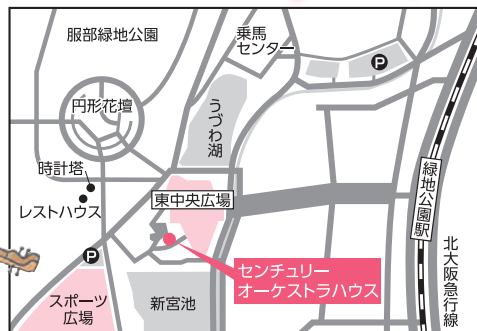 服部緑地公園
乗馬
センター
P
円形花壇
うづわ湖
時計塔
レストハウス
東中央広場
緑地公園駅
P
センチュリー
オーケストラハウス
北大阪急行線
スポーツ
広場
新宮池